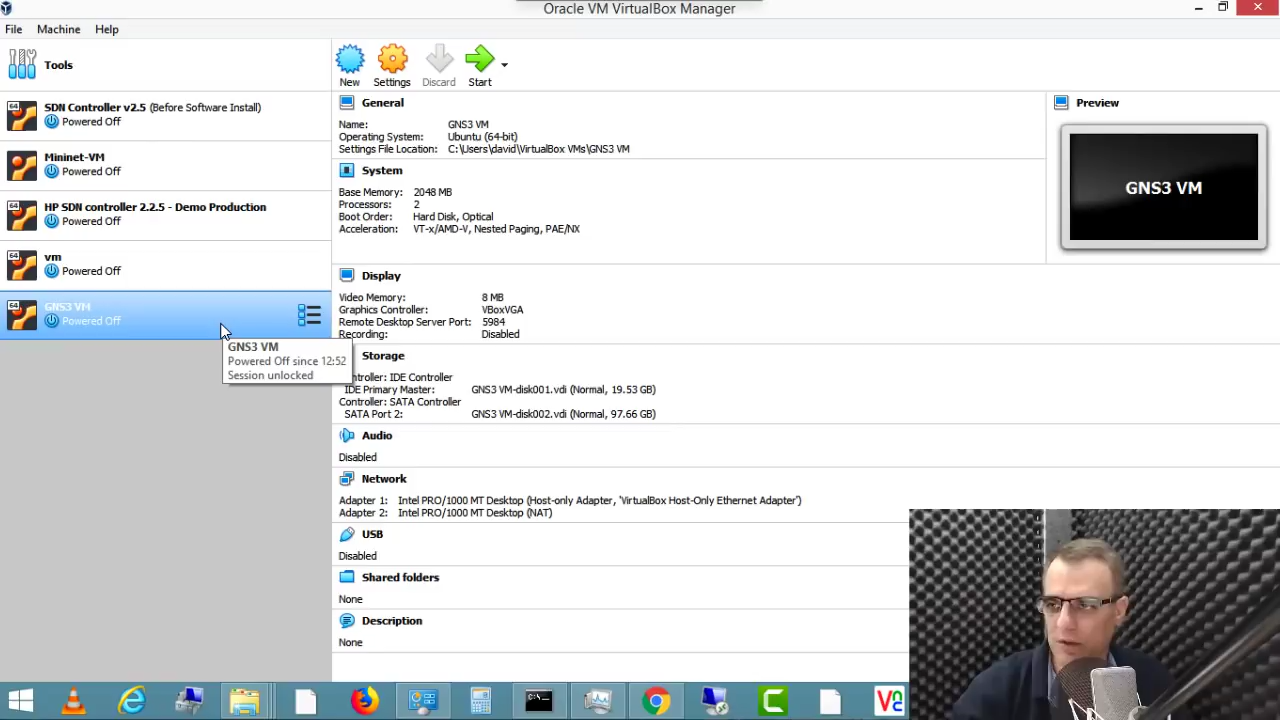 Oracle VM VirtualBox Manager
File Machine Help
Tools
New Settings Discard Start
64 SDN Controller v2.5 (Before Software Install)
Powered Off
64 Mininet-VM
Powered Off
64 HP SDN controller 2.2.5 - Demo Production
Powered Off
64 vm
Powered Off
64 GNS3 VM
Powered Off
GNS3 VM
Powered Off since 12:52
Session unlocked
General
Name: GNS3 VM
Operating System: Ubuntu (64-bit)
Settings File Location: C:\Users\david\VirtualBox VMs\GNS3 VM
System
Base Memory: 2048 MB
Processors: 2
Boot Order: Hard Disk, Optical
Acceleration: VT-x/AMD-V, Nested Paging, PAE/NX
Display
Video Memory: 8 MB
Graphics Controller: VBoxVGA
Remote Desktop Server Port: 5984
Recording: Disabled
Storage
ntroller: IDE Controller
IDE Primary Master: GNS3 VM-disk001.vdi (Normal, 19.53 GB)
Controller: SATA Controller
SATA Port 2: GNS3 VM-disk002.vdi (Normal, 97.66 GB)
Audio
Disabled
Network
Adapter 1: Intel PRO/1000 MT Desktop (Host-only Adapter, 'VirtualBox Host-Only Ethernet Adapter')
Adapter 2: Intel PRO/1000 MT Desktop (NAT)
USB
Disabled
Shared folders
None
Description
None
Preview
GNS3 VM